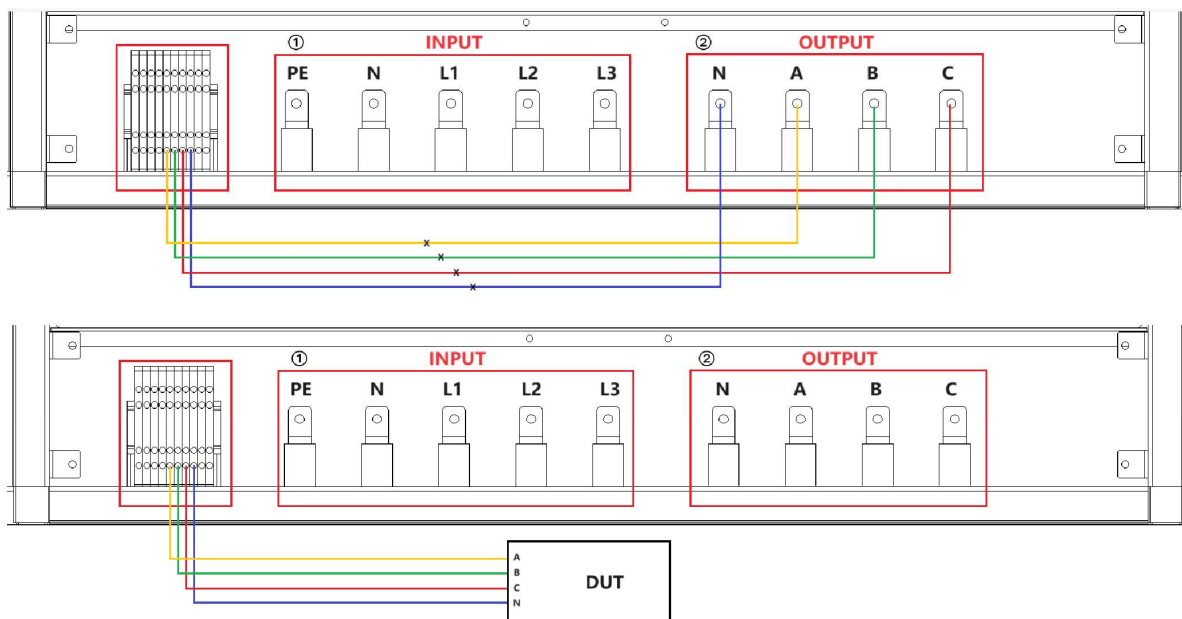 ① INPUT
② OUTPUT
PE N L1 L2 L3
N A B C
x
x
x
x
① INPUT
② OUTPUT
PE N L1 L2 L3
N A B C
A
B
C
N
DUT